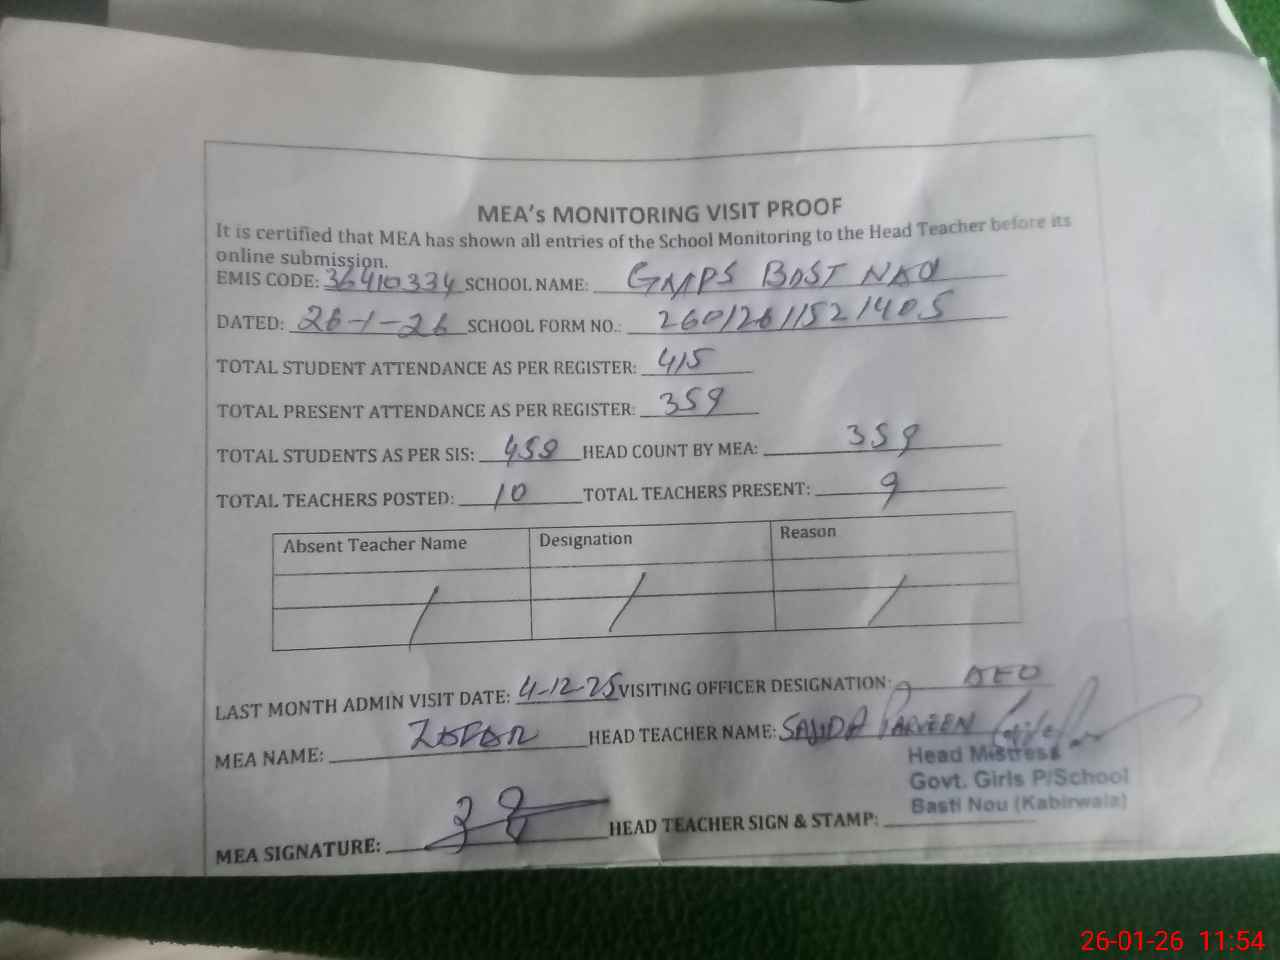 MEA's MONITORING VISIT PROOF
It is certified that MEA has shown all entries of the School Monitoring to the Head Teacher before its
online submission.
EMIS CODE: 36410334 SCHOOL NAME: GMPS BAST NAO
DATED: 26-1-26 SCHOOL FORM NO.: 26012611521405
TOTAL STUDENT ATTENDANCE AS PER REGISTER: 415
TOTAL PRESENT ATTENDANCE AS PER REGISTER: 359
TOTAL STUDENTS AS PER SIS: HEAD COUNT BY MEA: 359
TOTAL TEACHERS POSTED: 10 TOTAL TEACHERS PRESENT: 9
Absent Teacher Name Designation Reason
LAST MONTH ADMIN VISIT DATE: 4-12-25 VISITING OFFICER DESIGNATION: AEO
MEA NAME: ZAFAR HEAD TEACHER NAME: SAJIDA PARVEEN
Head Mistress
Govt. Girls P/School
Basti Nou (Kabirwala)
MEA SIGNATURE: HEAD TEACHER SIGN & STAMP:
26-01-26 11:54